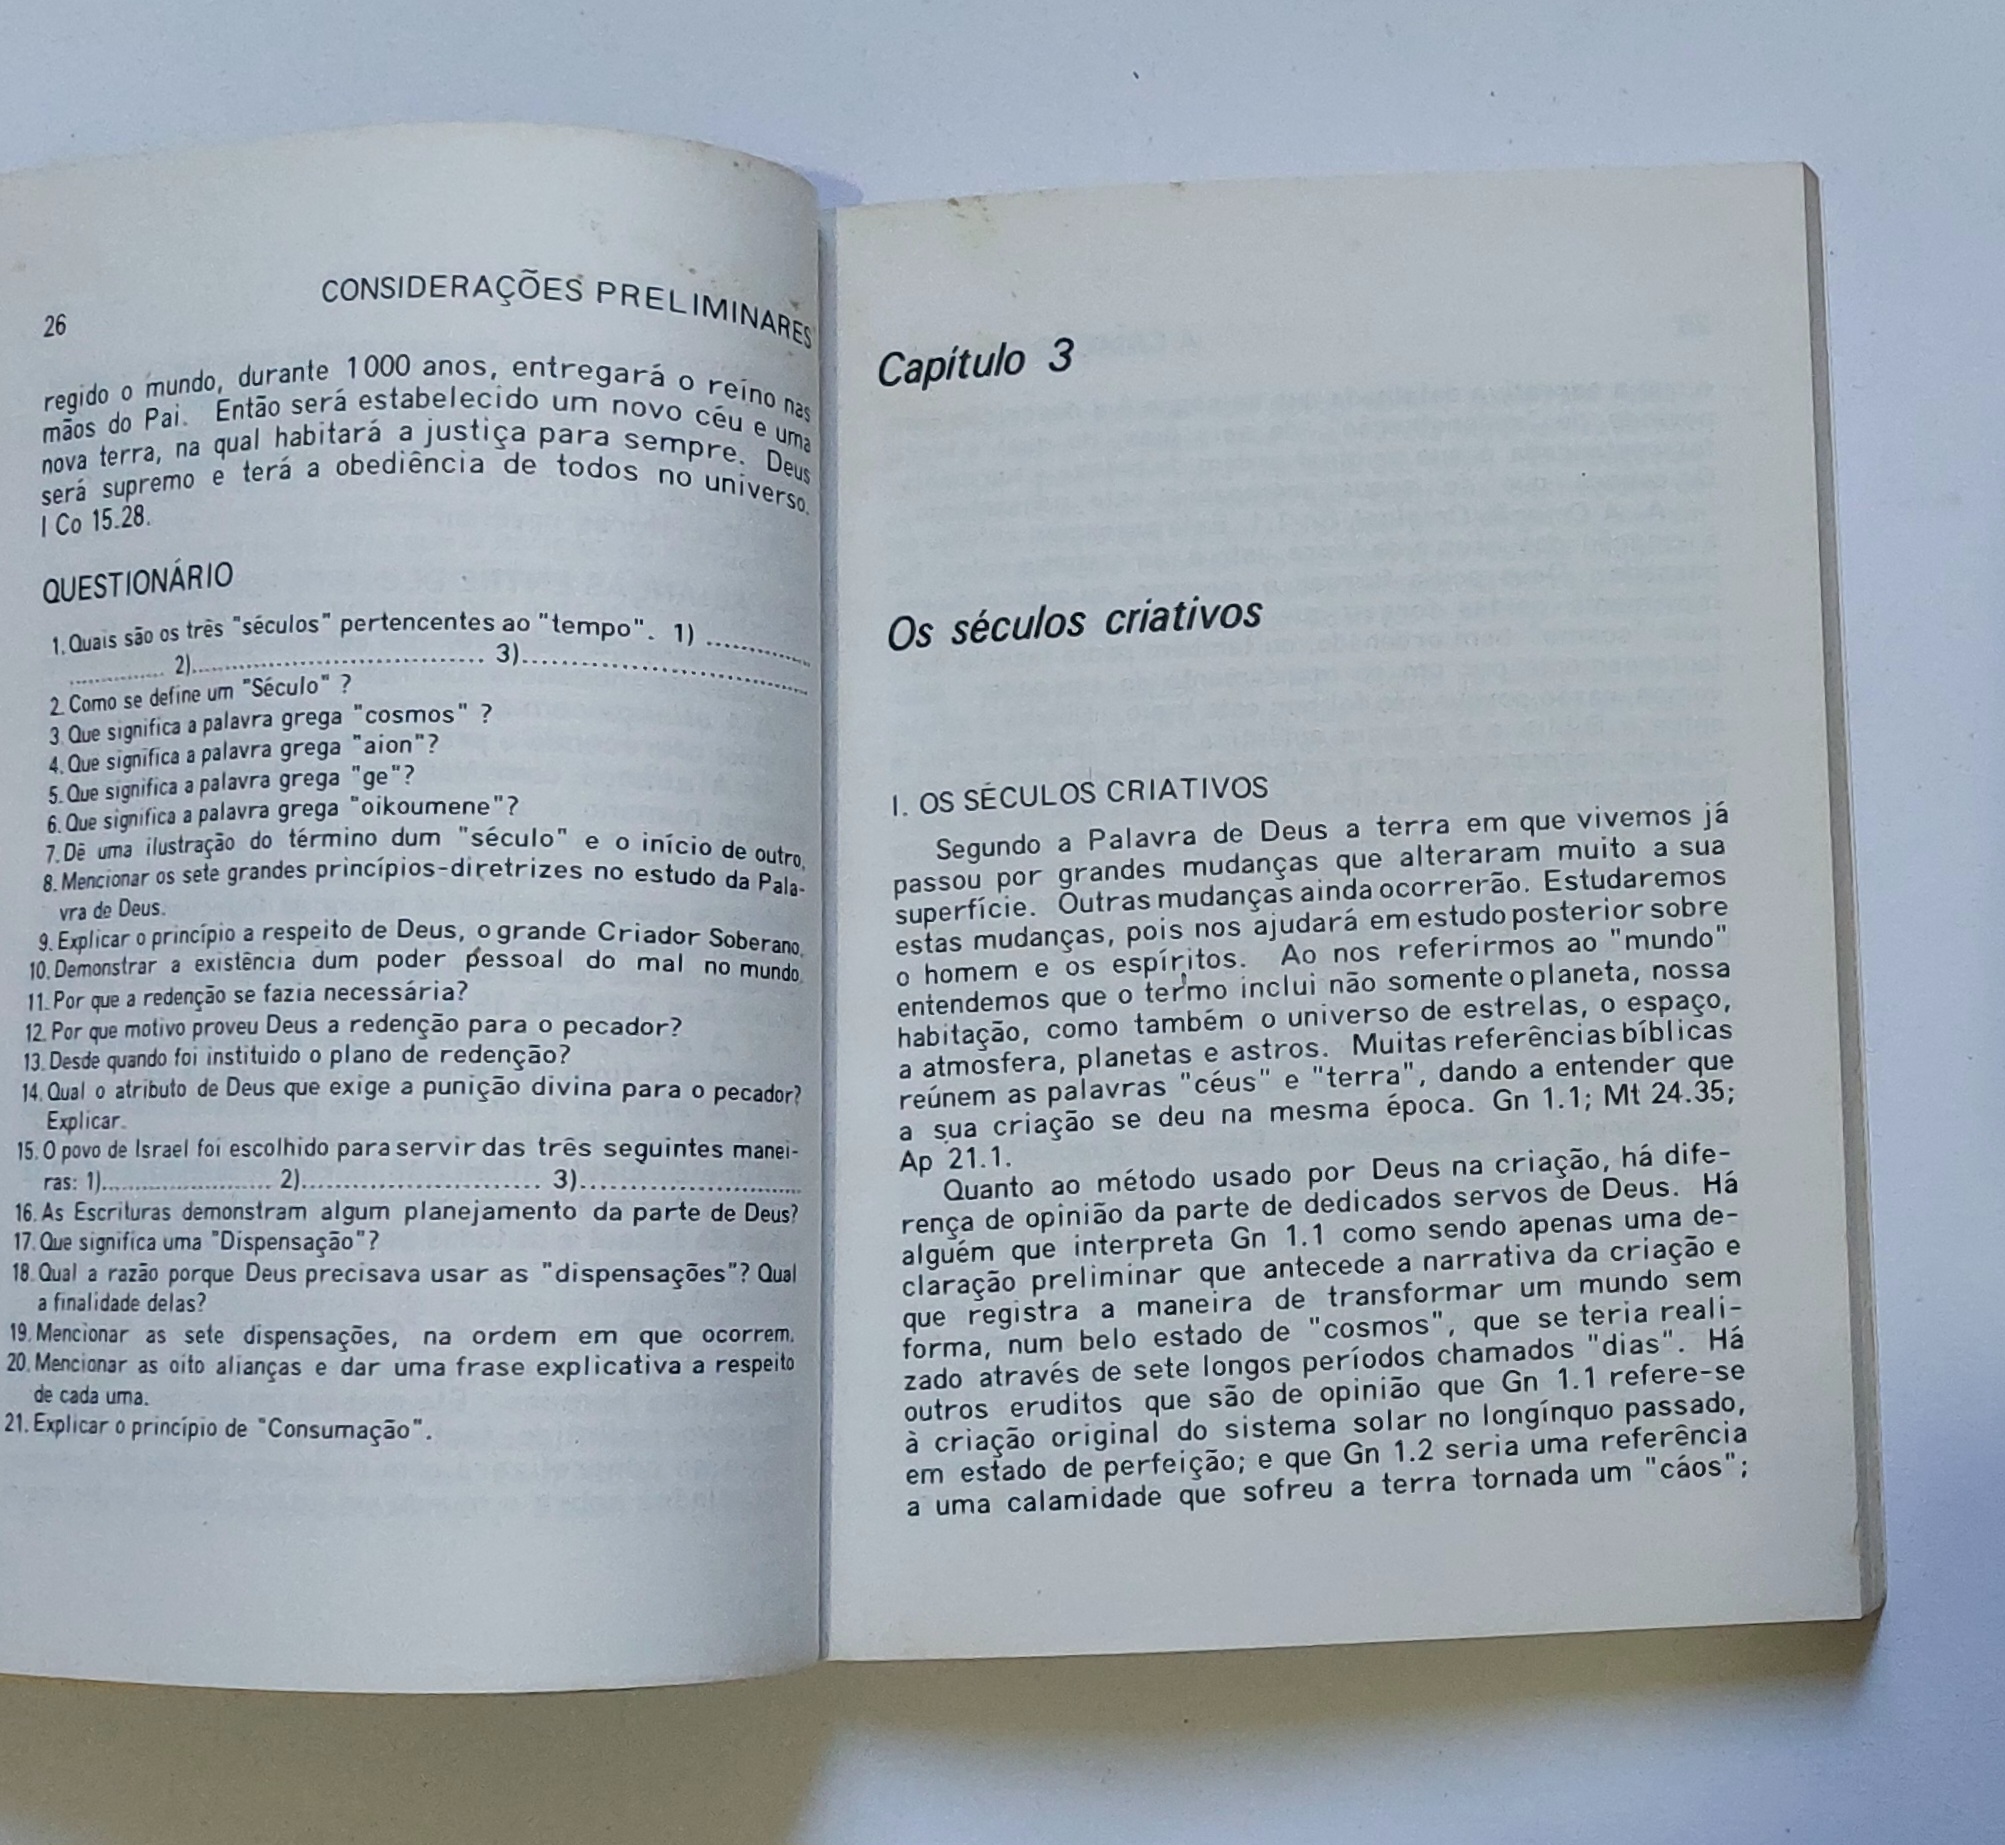 CONSIDERAÇÕES PRELIMINARES
26
regido o mundo, durante 1000 anos, entregará o reino nas
mãos do Pai. Então será estabelecido um novo céu e uma
nova terra, na qual habitará a justiça para sempre. Deus
será supremo e terá a obediência de todos no universo.
I Co 15.28.
QUESTIONÁRIO
1. Quais são os três "séculos" pertencentes ao "tempo". 1) ............
............ 2)................................ 3)................................
2. Como se define um "Século" ?
3. Que significa a palavra grega "cosmos" ?
4. Que significa a palavra grega "aion"?
5. Que significa a palavra grega "ge"?
6. Que significa a palavra grega "oikoumene"?
7. Dê uma ilustração do término dum "século" e o início de outro.
8. Mencionar os sete grandes princípios-diretrizes no estudo da Pala-
vra de Deus.
9. Explicar o princípio a respeito de Deus, o grande Criador Soberano.
10. Demonstrar a existência dum poder pessoal do mal no mundo.
11. Por que a redenção se fazia necessária?
12. Por que motivo proveu Deus a redenção para o pecador?
13. Desde quando foi instituido o plano de redenção?
14. Qual o atributo de Deus que exige a punição divina para o pecador?
Explicar.
15. O povo de Israel foi escolhido para servir das três seguintes manei-
ras: 1)........................ 2)........................ 3)........................
16. As Escrituras demonstram algum planejamento da parte de Deus?
17. Que significa uma "Dispensação"?
18. Qual a razão porque Deus precisava usar as "dispensações"? Qual
a finalidade delas?
19. Mencionar as sete dispensações, na ordem em que ocorrem.
20. Mencionar as oito alianças e dar uma frase explicativa a respeito
de cada uma.
21. Explicar o princípio de "Consumação".
Capítulo 3
Os séculos criativos
I. OS SÉCULOS CRIATIVOS
Segundo a Palavra de Deus a terra em que vivemos já
passou por grandes mudanças que alteraram muito a sua
superfície. Outras mudanças ainda ocorrerão. Estudaremos
estas mudanças, pois nos ajudará em estudo posterior sobre
o homem e os espíritos. Ao nos referirmos ao "mundo"
entendemos que o termo inclui não somente o planeta, nossa
habitação, como também o universo de estrelas, o espaço,
a atmosfera, planetas e astros. Muitas referências bíblicas
reúnem as palavras "céus" e "terra", dando a entender que
a sua criação se deu na mesma época. Gn 1.1; Mt 24.35;
Ap 21.1.
Quanto ao método usado por Deus na criação, há dife-
rença de opinião da parte de dedicados servos de Deus. Há
alguém que interpreta Gn 1.1 como sendo apenas uma de-
claração preliminar que antecede a narrativa da criação e
que registra a maneira de transformar um mundo sem
forma, num belo estado de "cosmos", que se teria reali-
zado através de sete longos períodos chamados "dias". Há
outros eruditos que são de opinião que Gn 1.1 refere-se
à criação original do sistema solar no longínquo passado,
em estado de perfeição; e que Gn 1.2 seria uma referência
a uma calamidade que sofreu a terra tornada um "cáos";